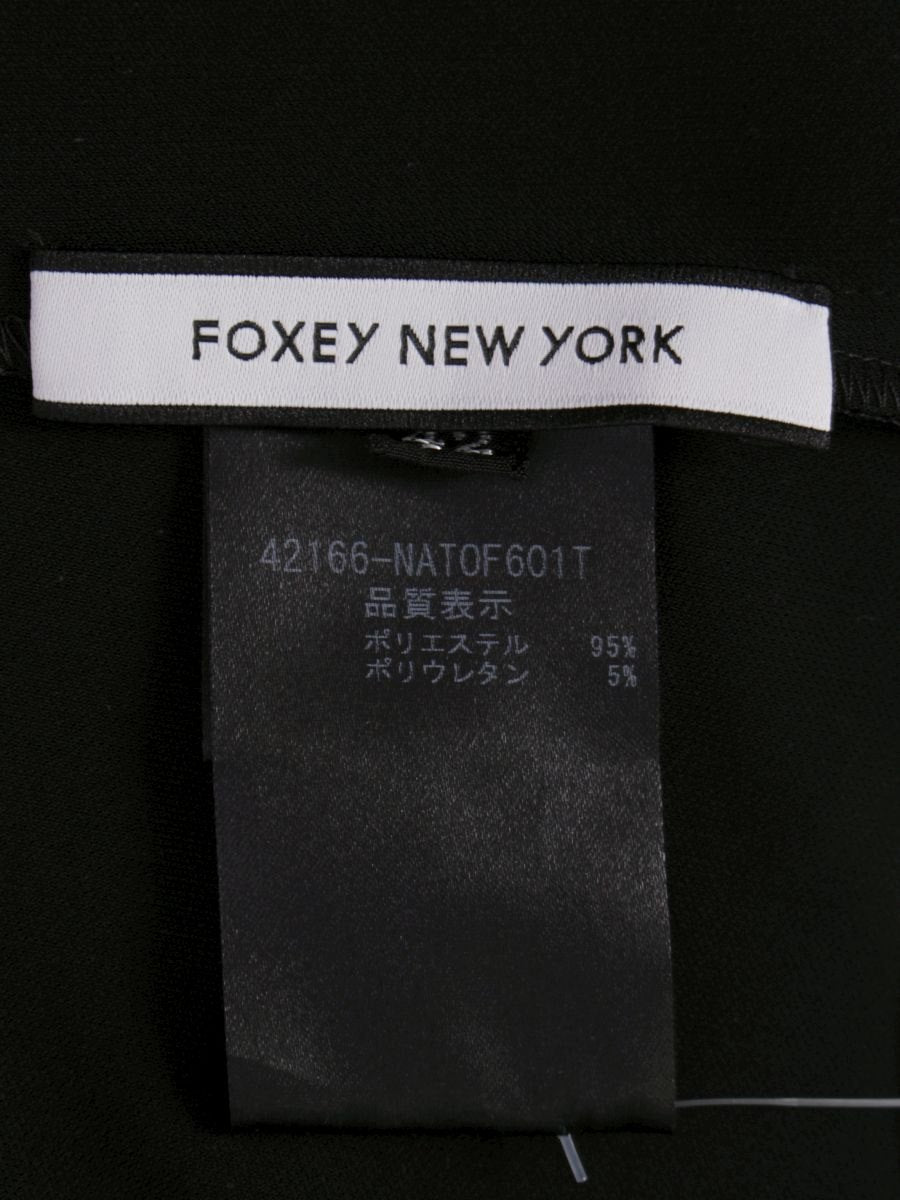 FOXEY NEW YORK
42
42166-NATOF601T
品質表示
ポリエステル 95%
ポリウレタン 5%